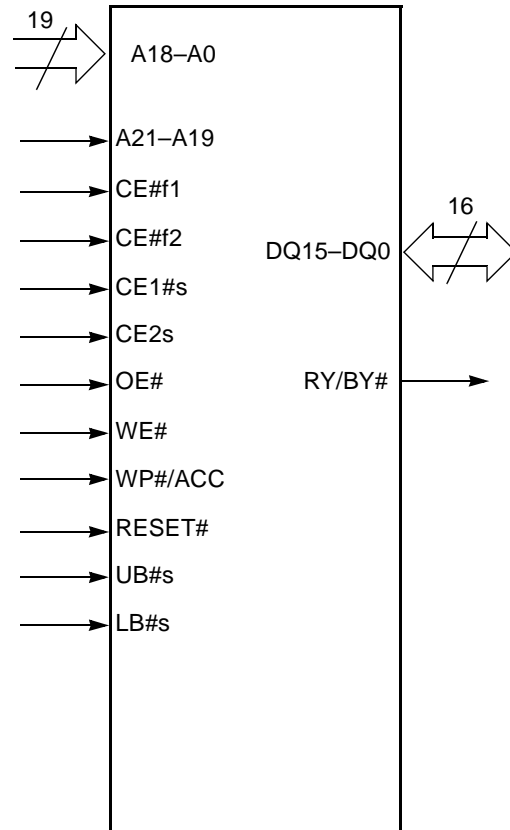 19
A18–A0
A21–A19
CE#f1
CE#f2
16
DQ15–DQ0
CE1#s
CE2s
OE#
RY/BY#
WE#
WP#/ACC
RESET#
UB#s
LB#s